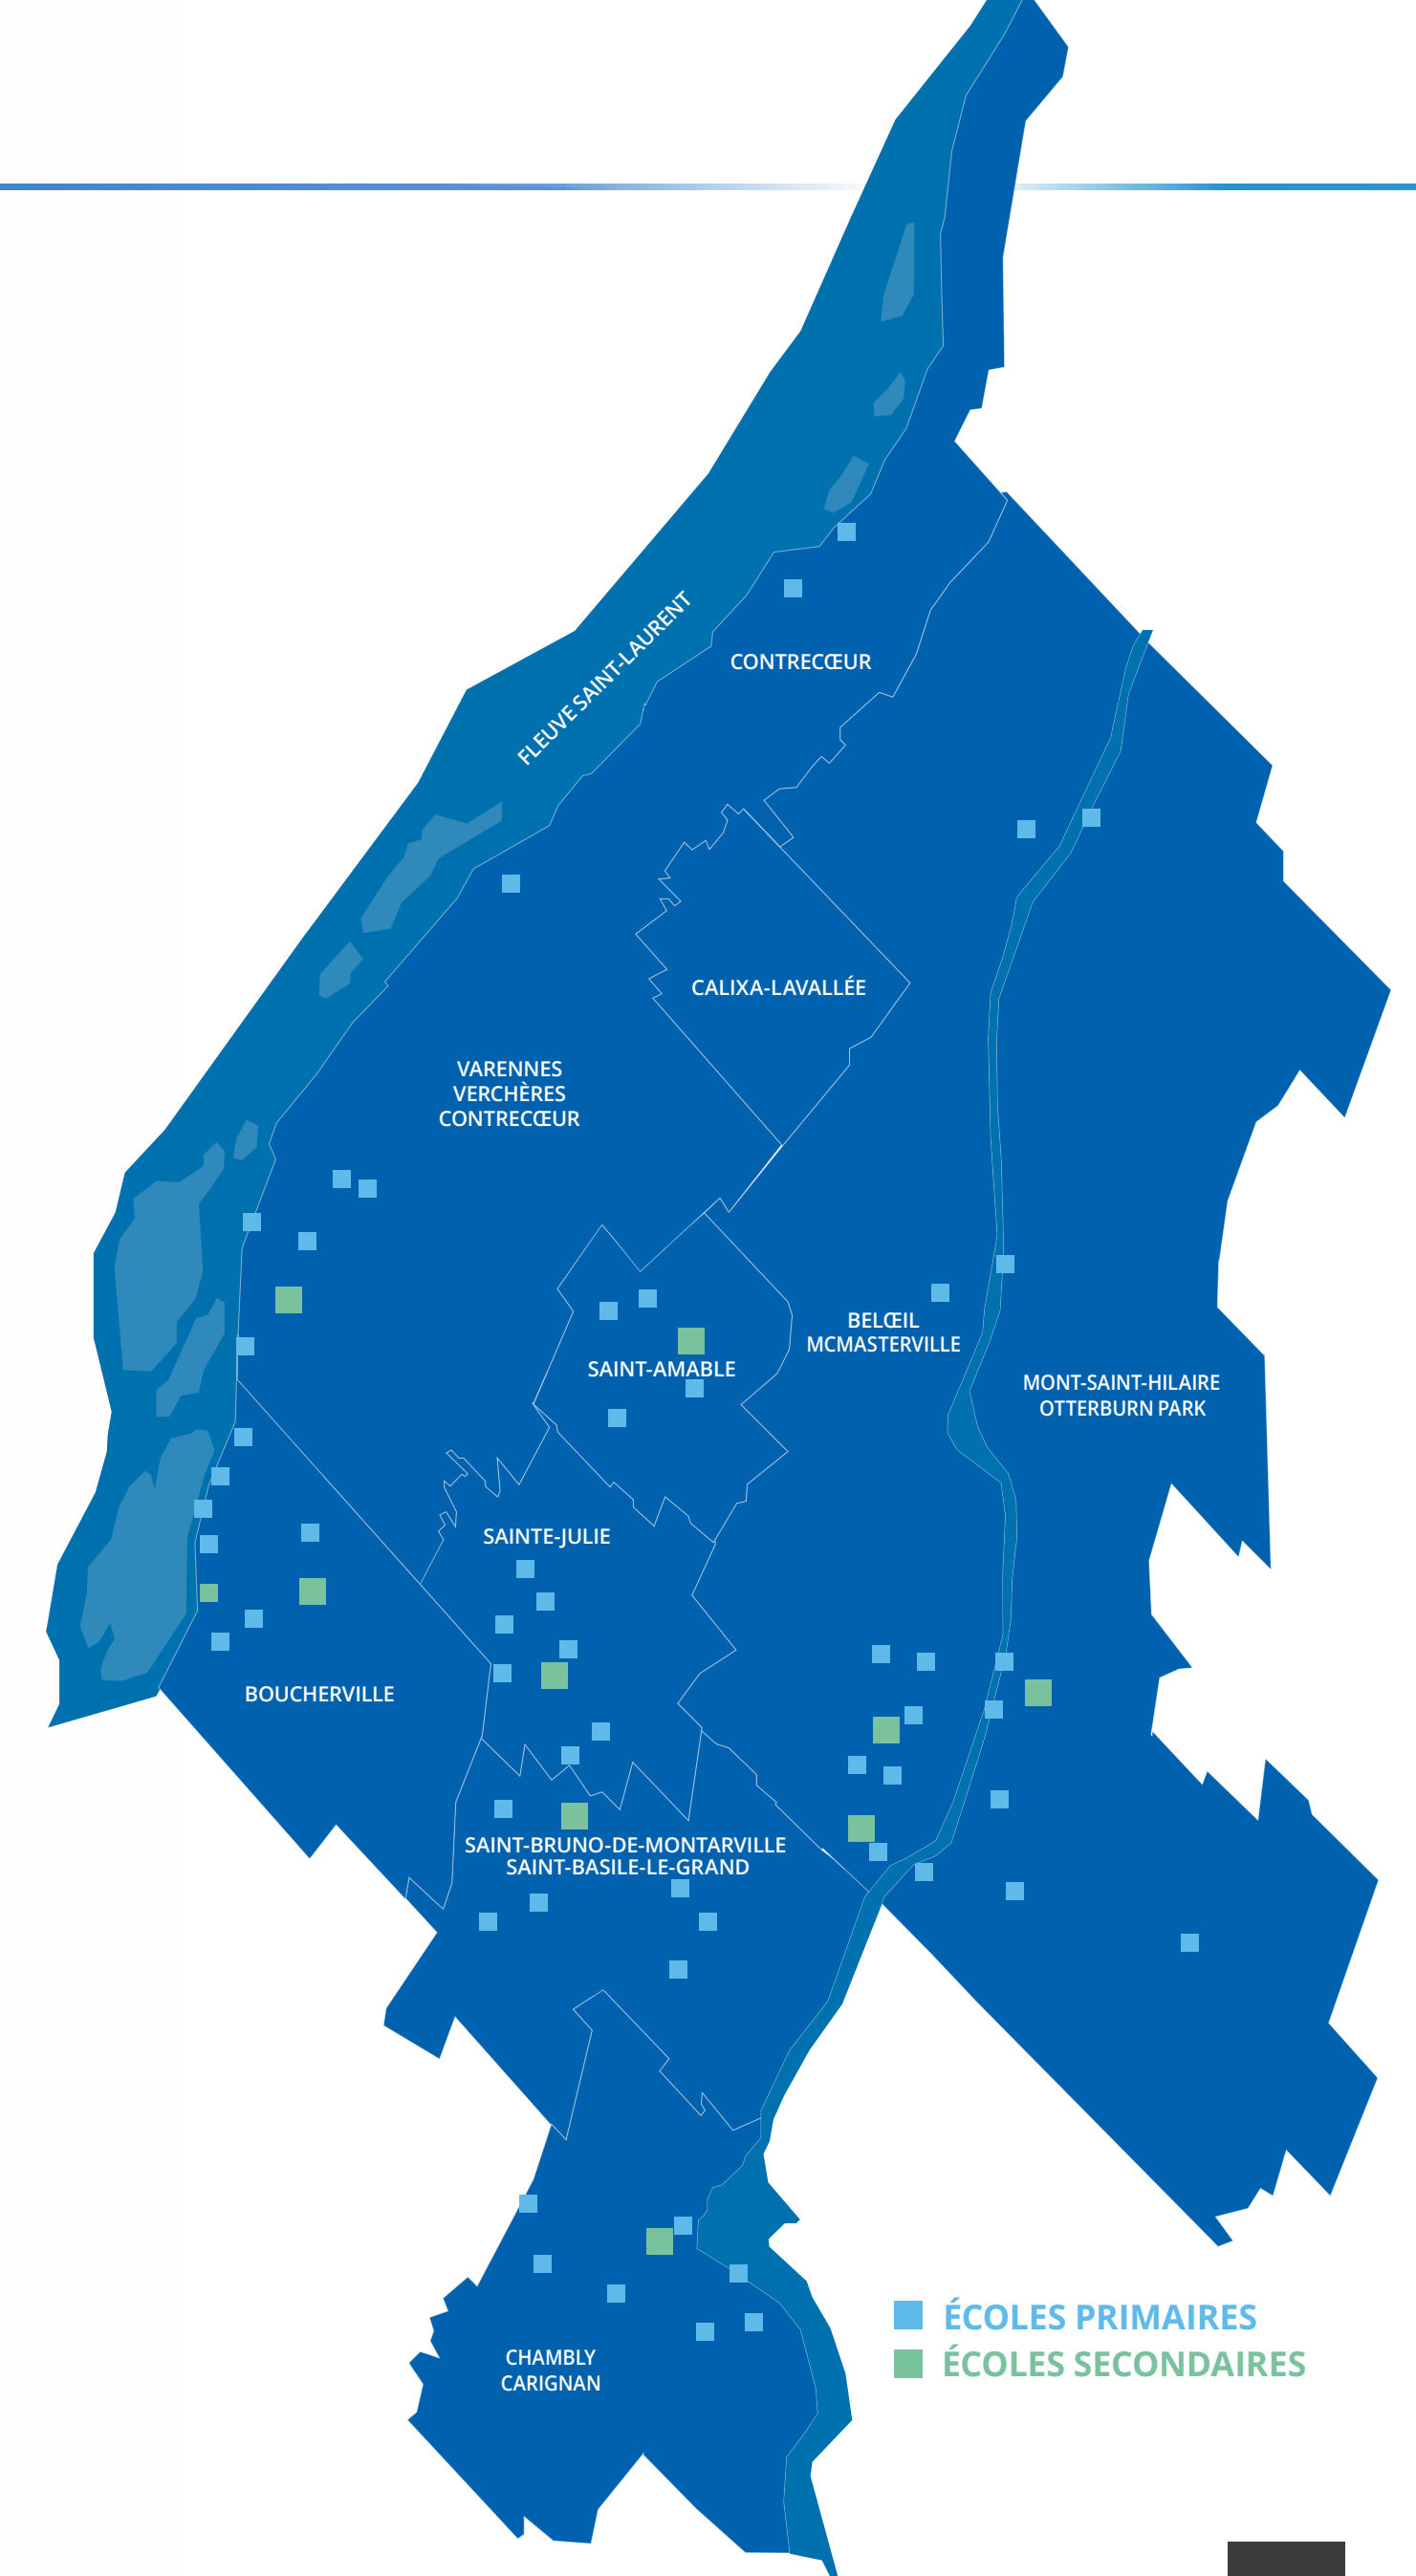 FLEUVE SAINT-LAURENT
CONTRECŒUR
CALIXA-LAVALLÉE
VARENNES
VERCHÈRES
CONTRECŒUR
SAINT-AMABLE
BELŒIL
MCMASTERVILLE
MONT-SAINT-HILAIRE
OTTERBURN PARK
SAINTE-JULIE
BOUCHERVILLE
SAINT-BRUNO-DE-MONTARVILLE
SAINT-BASILE-LE-GRAND
CHAMBLY
CARIGNAN
ÉCOLES PRIMAIRES
ÉCOLES SECONDAIRES